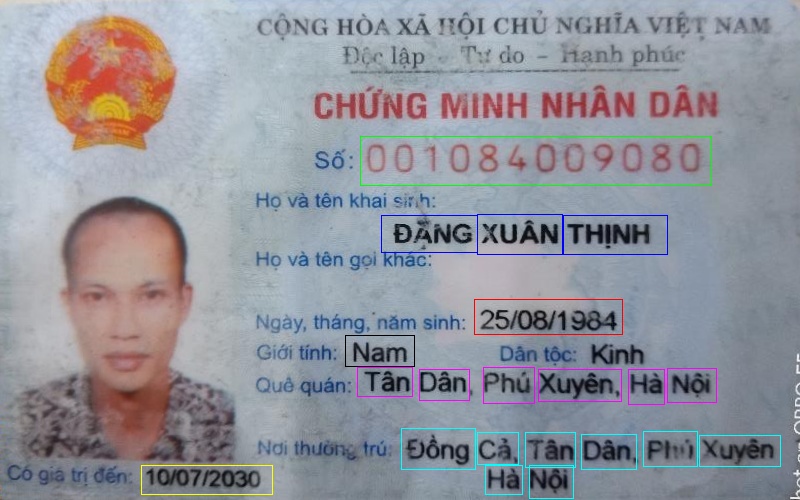 CỘNG HÒA XÃ HỘI CHỦ NGHĨA VIỆT NAM
Độc lập - Tự do - Hạnh phúc
CHỨNG MINH NHÂN DÂN
Số: 001084009080
Họ và tên khai sinh:
ĐẶNG XUÂN THỊNH
Họ và tên gọi khác:
Ngày, tháng, năm sinh: 25/08/1984
Giới tính: Nam Dân tộc: Kinh
Quê quán: Tân Dân, Phú Xuyên, Hà Nội
Nơi thường trú: Đồng Cả, Tân Dân, Phú Xuyên
Hà Nội
Có giá trị đến: 10/07/2030